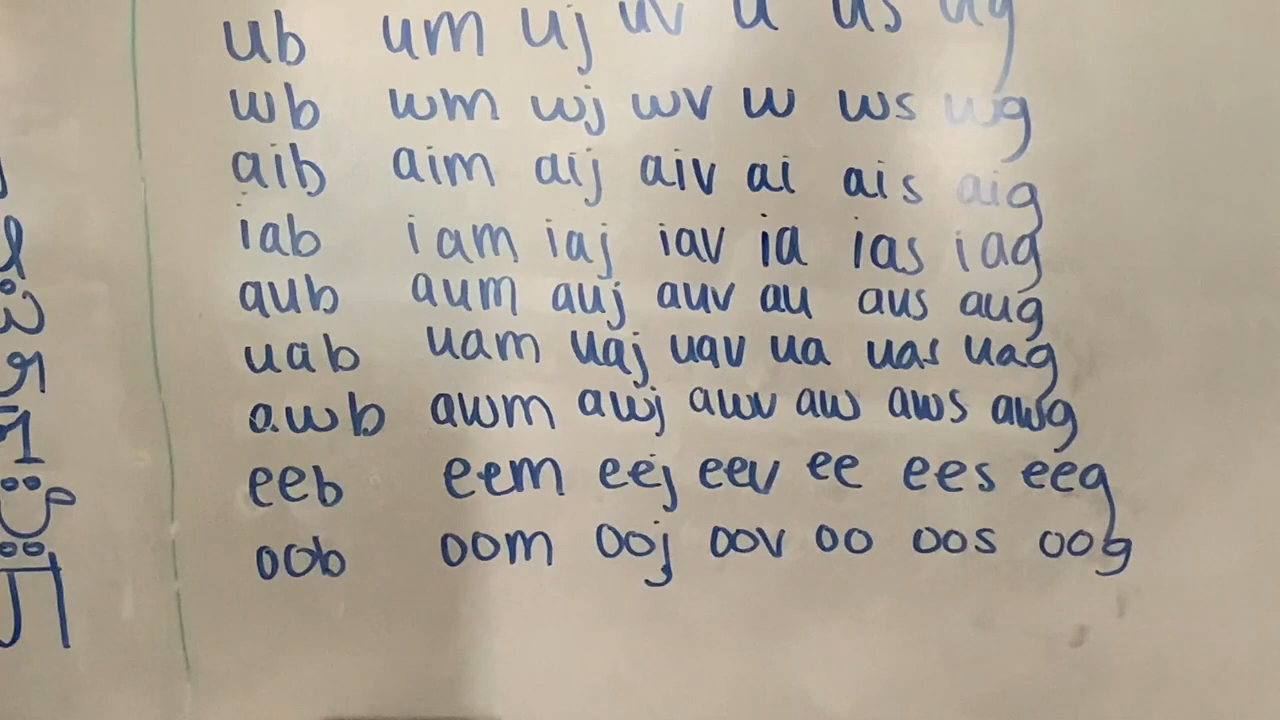 ub um uj uv u us ug
wb wm wj wv w ws wg
aib aim aij aiv ai ais aig
iab iam iaj iav ia ias iag
aub aum auj auv au aus aug
uab uam uaj uav ua uas uag
awb awm awj awv aw aws awg
eeb eem eej eev ee ees eeg
oob oom ooj oov oo oos oog